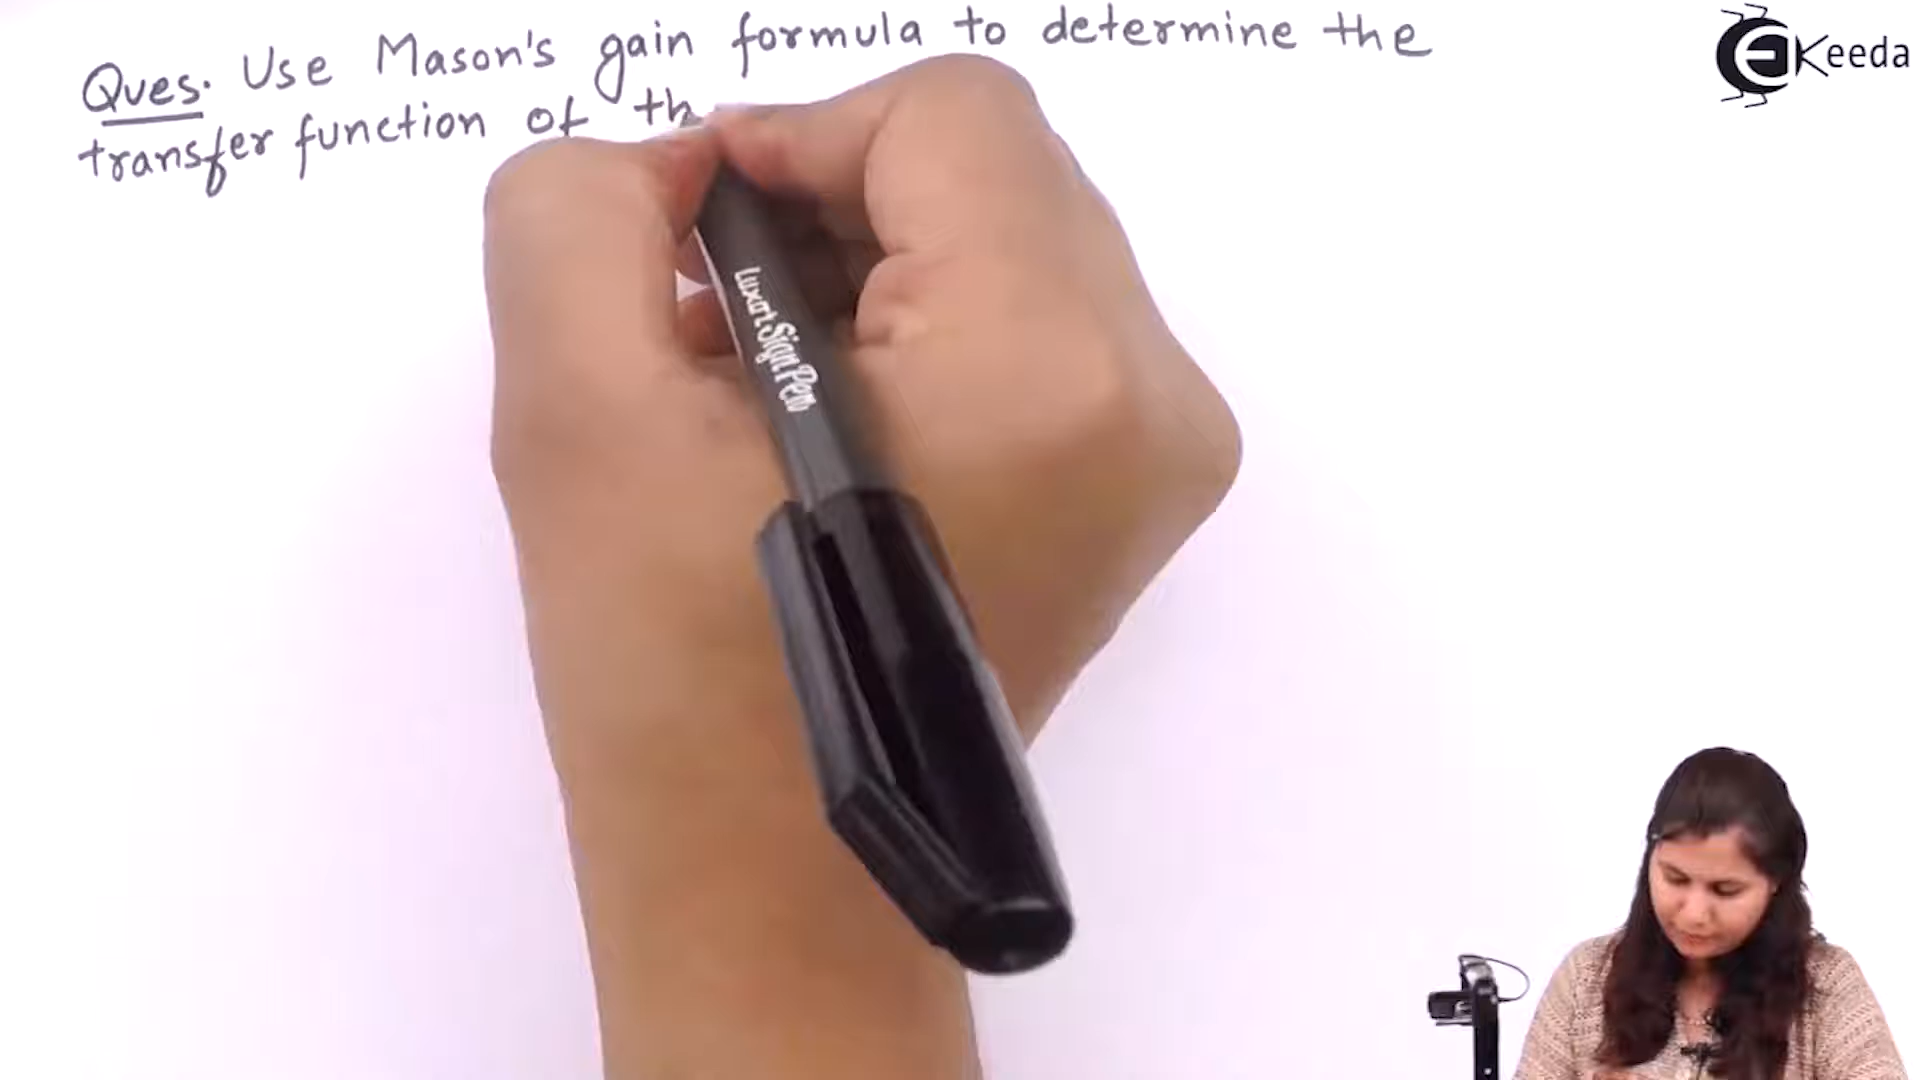 Ques. Use Mason's gain formula to determine the
transfer function of th
Keeda
Luxor Sign Pen